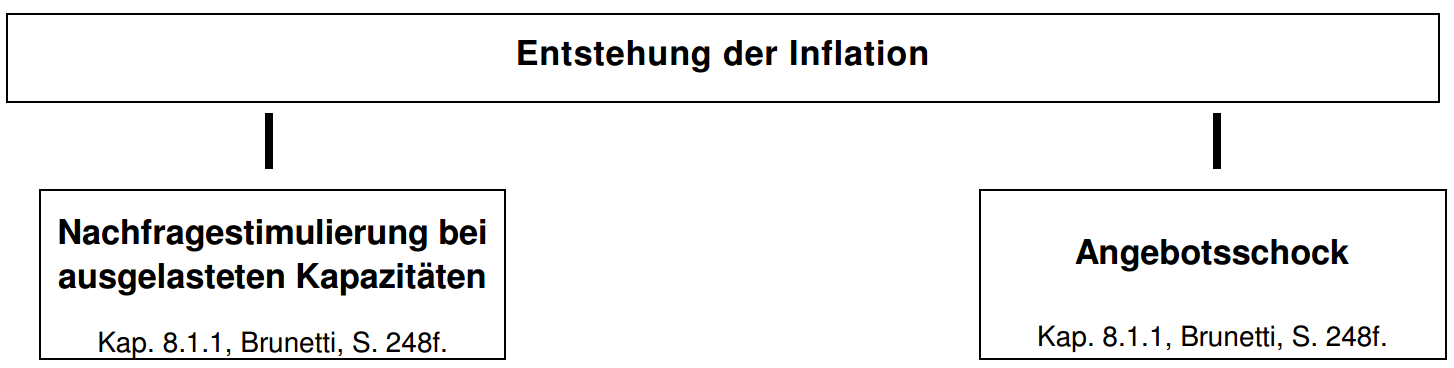 Entstehung der Inflation
Nachfragestimulierung bei
ausgelasteten Kapazitäten
Kap. 8.1.1, Brunetti, S. 248f.
Angebotsschock
Kap. 8.1.1, Brunetti, S. 248f.